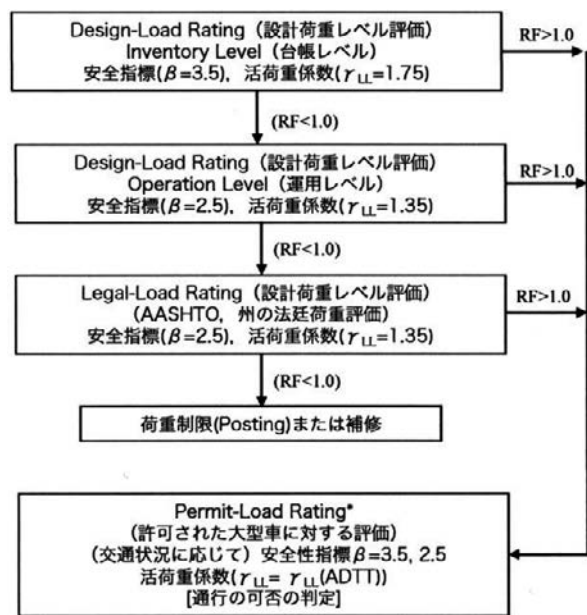 Design-Load Rating（設計荷重レベル評価）
Inventory Level（台帳レベル）
安全指標(β=3.5)，活荷重係数(γLL=1.75)
RF>1.0
(RF<1.0)
Design-Load Rating（設計荷重レベル評価）
Operation Level（運用レベル）
安全指標(β=2.5)，活荷重係数(γLL=1.35)
RF>1.0
(RF<1.0)
Legal-Load Rating（設計荷重レベル評価）
(AASHTO，州の法廷荷重評価)
安全指標(β=2.5)，活荷重係数(γLL=1.35)
RF>1.0
(RF<1.0)
荷重制限(Posting)または補修
Permit-Load Rating*
（許可された大型車に対する評価）
（交通状況に応じて）安全性指標β=3.5, 2.5
活荷重係数(γLL= γLL(ADTT))
[通行の可否の判定]